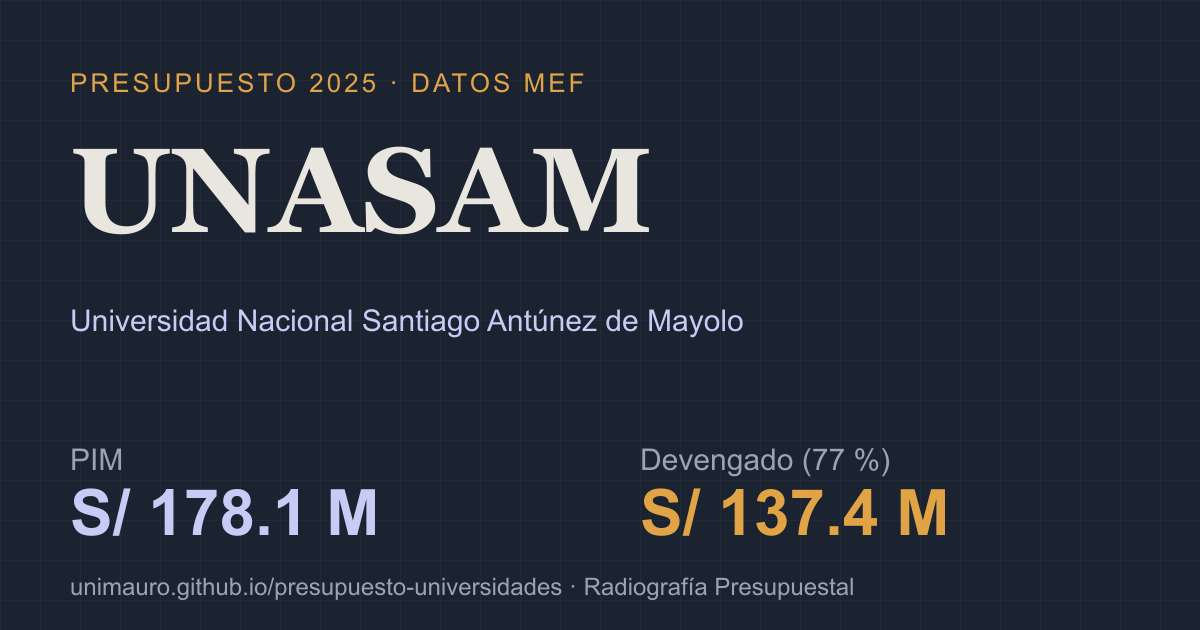 PRESUPUESTO 2025 · DATOS MEF
UNASAM
Universidad Nacional Santiago Antúnez de Mayolo
PIM
S/ 178.1 M
Devengado (77 %)
S/ 137.4 M
unimauro.github.io/presupuesto-universidades · Radiografía Presupuestal